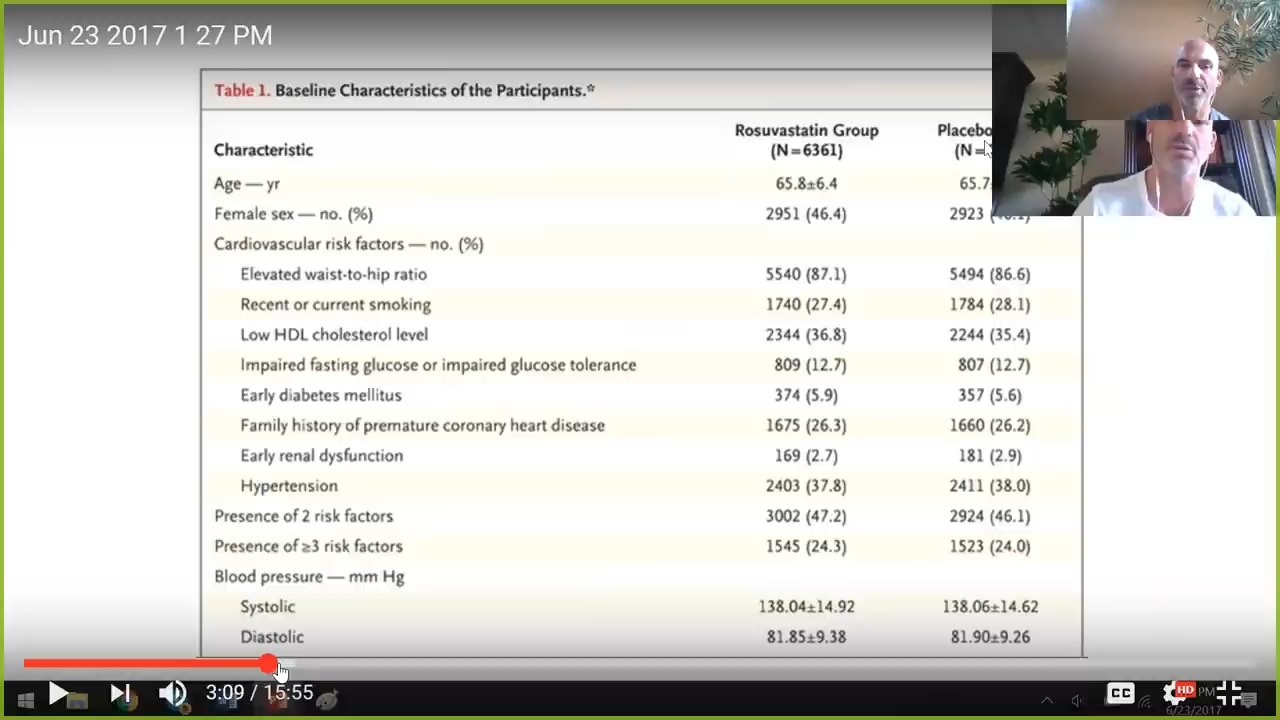 Jun 23 2017 1 27 PM
Table 1. Baseline Characteristics of the Participants.*
Characteristic Rosuvastatin Group (N=6361) Placebo (N=
Age — yr 65.8±6.4 65.7
Female sex — no. (%) 2951 (46.4) 2923
Cardiovascular risk factors — no. (%)
Elevated waist-to-hip ratio 5540 (87.1) 5494 (86.6)
Recent or current smoking 1740 (27.4) 1784 (28.1)
Low HDL cholesterol level 2344 (36.8) 2244 (35.4)
Impaired fasting glucose or impaired glucose tolerance 809 (12.7) 807 (12.7)
Early diabetes mellitus 374 (5.9) 357 (5.6)
Family history of premature coronary heart disease 1675 (26.3) 1660 (26.2)
Early renal dysfunction 169 (2.7) 181 (2.9)
Hypertension 2403 (37.8) 2411 (38.0)
Presence of 2 risk factors 3002 (47.2) 2924 (46.1)
Presence of ≥3 risk factors 1545 (24.3) 1523 (24.0)
Blood pressure — mm Hg
Systolic 138.04±14.92 138.06±14.62
Diastolic 81.85±9.38 81.90±9.26
3:09 / 15:55 CC HD PM
6/23/2017